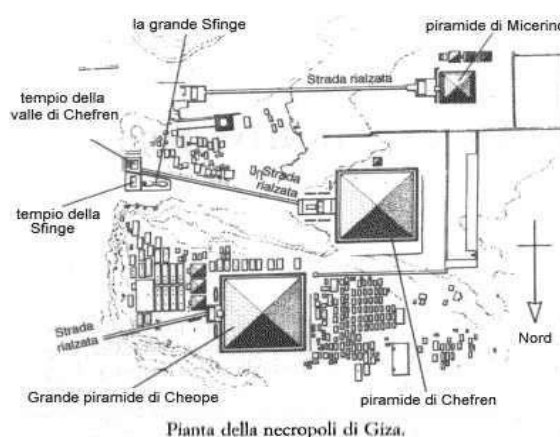 la grande Sfinge
piramide di Micerino
Strada rialzata
tempio della
valle di Chefren
Strada
rialzata
tempio della
Sfinge
Strada
rialzata
Nord
Grande piramide di Cheope
piramide di Chefren
Pianta della necropoli di Giza.